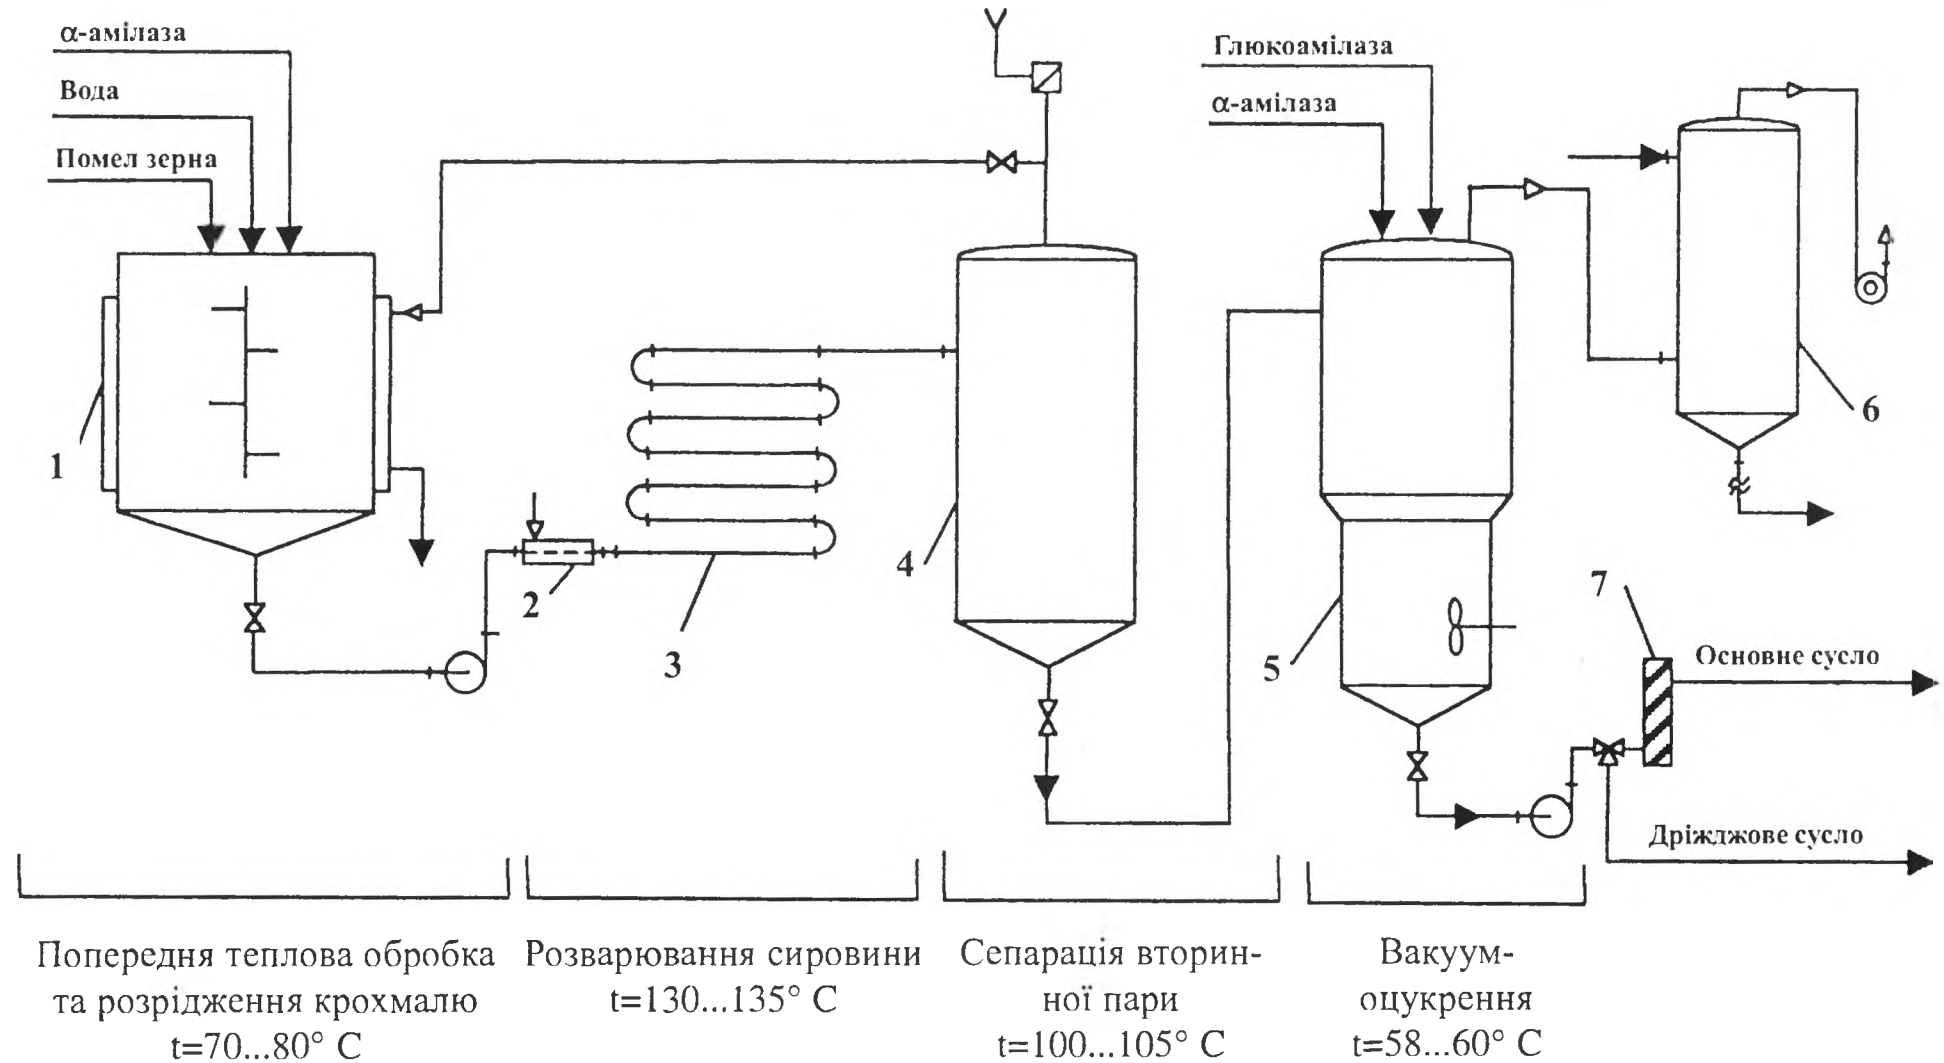 α-амілаза
Вода
Помел зерна
Глюкоамілаза
α-амілаза
1
2
3
4
5
6
7
Основне сусло
Дріжджове сусло
Попередня теплова обробка
та розрідження крохмалю
t=70...80° С
Розварювання сировини
t=130...135° С
Сепарація вторин-
ної пари
t=100...105° С
Вакуум-
оцукрення
t=58...60° С